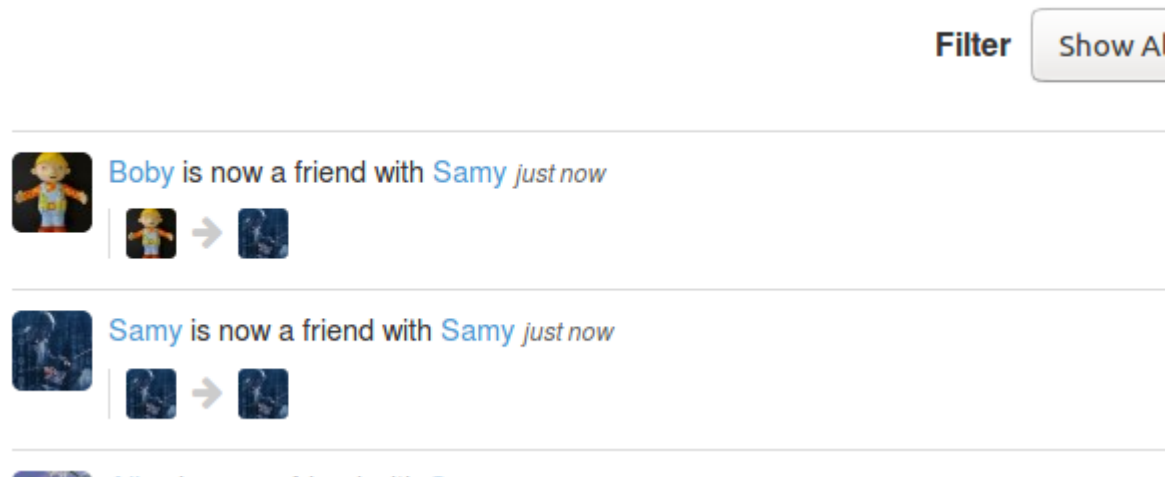 Filter Show Al
Boby is now a friend with Samy just now
Samy is now a friend with Samy just now